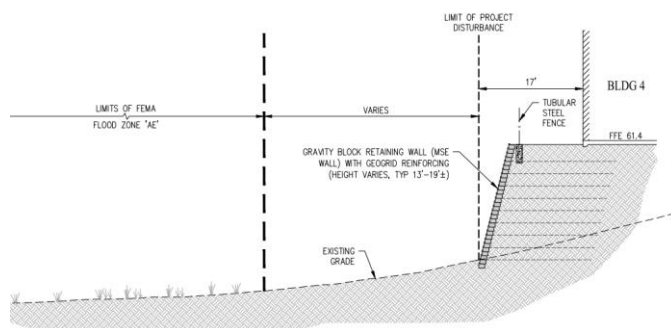 LIMIT OF PROJECT
DISTURBANCE
17'
BLDG 4
LIMITS OF FEMA
FLOOD ZONE 'AE'
VARIES
TUBULAR
STEEL
FENCE
FFE 61.4
GRAVITY BLOCK RETAINING WALL (MSE
WALL) WITH GEOGRID REINFORCING
(HEIGHT VARIES, TYP 13'-19'±)
EXISTING
GRADE